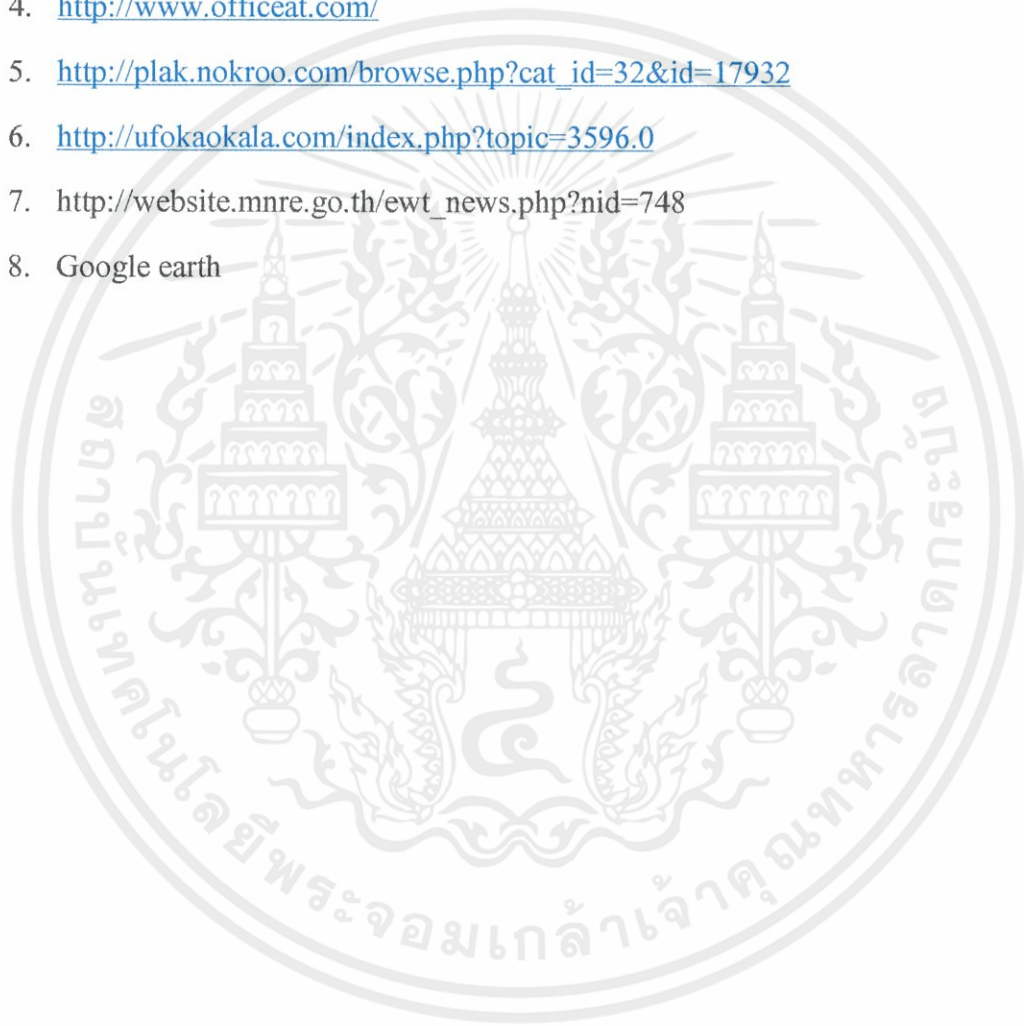 4. http://www.officeat.com/
5. http://plak.nokroo.com/browse.php?cat_id=32&id=17932
6. http://ufokaokala.com/index.php?topic=3596.0
7. http://website.mnre.go.th/ewt_news.php?nid=748
8. Google earth
สถาบันเทคโนโลยีพระจอมเกล้าเจ้าคุณทหารลาดกระบัง
๔